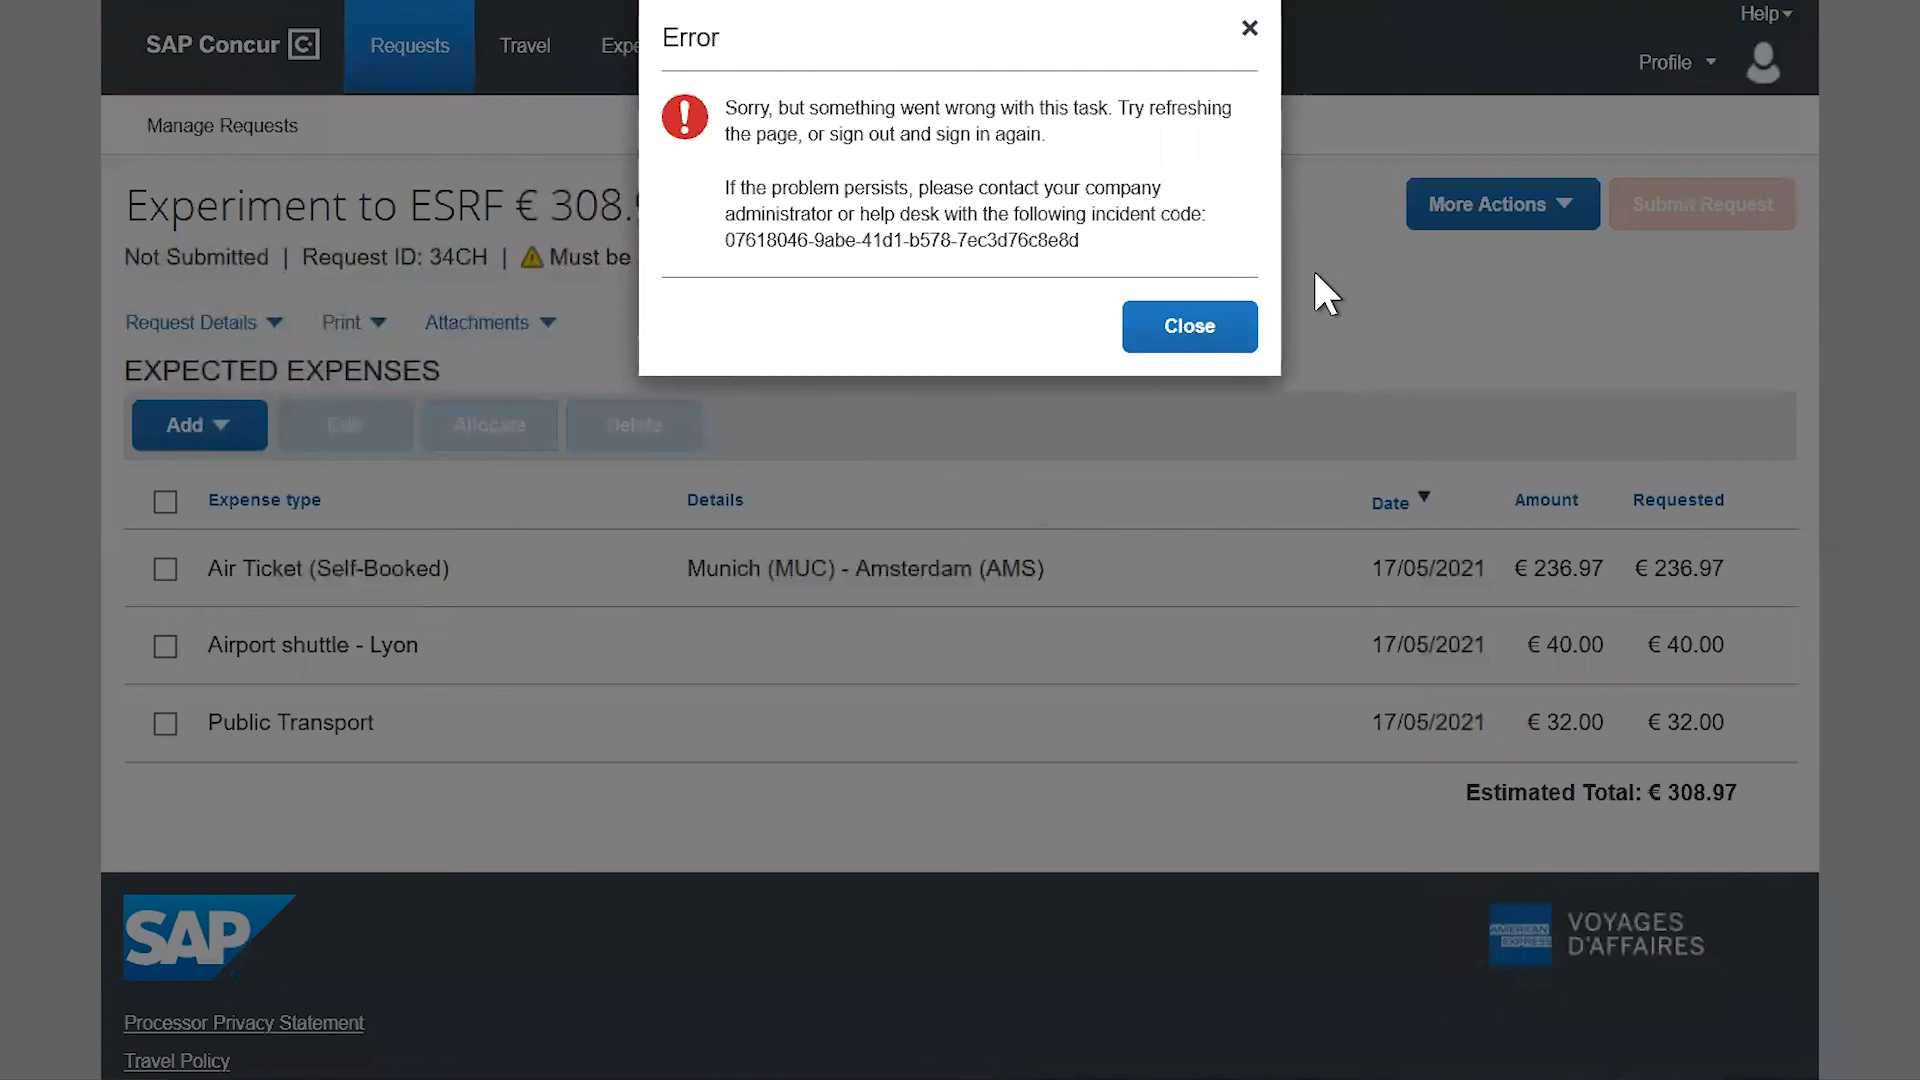 SAP Concur
Requests
Travel
Expe
Help
Profile
Error
Sorry, but something went wrong with this task. Try refreshing
the page, or sign out and sign in again.
If the problem persists, please contact your company
administrator or help desk with the following incident code:
07618046-9abe-41d1-b578-7ec3d76c8e8d
Close
Manage Requests
Experiment to ESRF € 308.
More Actions
Submit Request
Not Submitted | Request ID: 34CH | Must be
Request Details
Print
Attachments
EXPECTED EXPENSES
Add
Edit
Allocate
Delete
Expense type Details Date Amount Requested
Air Ticket (Self-Booked) Munich (MUC) - Amsterdam (AMS) 17/05/2021 € 236.97 € 236.97
Airport shuttle - Lyon 17/05/2021 € 40.00 € 40.00
Public Transport 17/05/2021 € 32.00 € 32.00
Estimated Total: € 308.97
SAP
AMERICAN
EXPRESS
VOYAGES
D'AFFAIRES
Processor Privacy Statement
Travel Policy